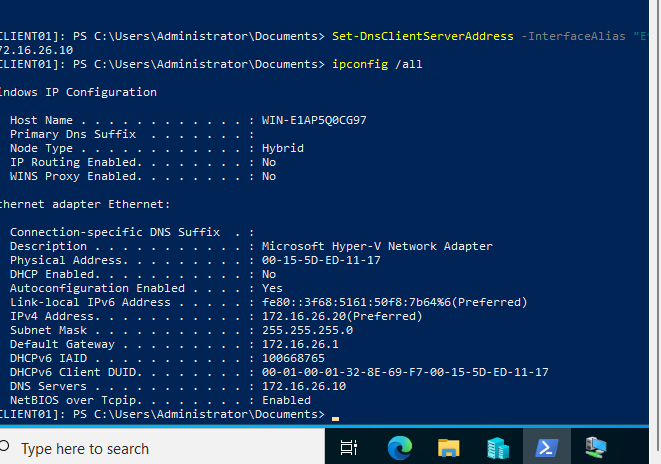 CLIENT01]: PS C:\Users\Administrator\Documents> Set-DnsClientServerAddress -InterfaceAlias "E
72.16.26.10
CLIENT01]: PS C:\Users\Administrator\Documents> ipconfig /all
ndows IP Configuration
Host Name . . . . . . . . . . . . : WIN-E1AP5Q0CG97
Primary Dns Suffix  . . . . . . . :
Node Type . . . . . . . . . . . . : Hybrid
IP Routing Enabled. . . . . . . . : No
WINS Proxy Enabled. . . . . . . . : No
hernet adapter Ethernet:
Connection-specific DNS Suffix  . :
Description . . . . . . . . . . . : Microsoft Hyper-V Network Adapter
Physical Address. . . . . . . . . : 00-15-5D-ED-11-17
DHCP Enabled. . . . . . . . . . . : No
Autoconfiguration Enabled . . . . : Yes
Link-local IPv6 Address . . . . . : fe80::3f68:5161:50f8:7b64%6(Preferred)
IPv4 Address. . . . . . . . . . . : 172.16.26.20(Preferred)
Subnet Mask . . . . . . . . . . . : 255.255.255.0
Default Gateway . . . . . . . . . : 172.16.26.1
DHCPv6 IAID . . . . . . . . . . . : 100668765
DHCPv6 Client DUID. . . . . . . . : 00-01-00-01-32-8E-69-F7-00-15-5D-ED-11-17
DNS Servers . . . . . . . . . . . : 172.16.26.10
NetBIOS over Tcpip. . . . . . . . : Enabled
CLIENT01]: PS C:\Users\Administrator\Documents>
Type here to search